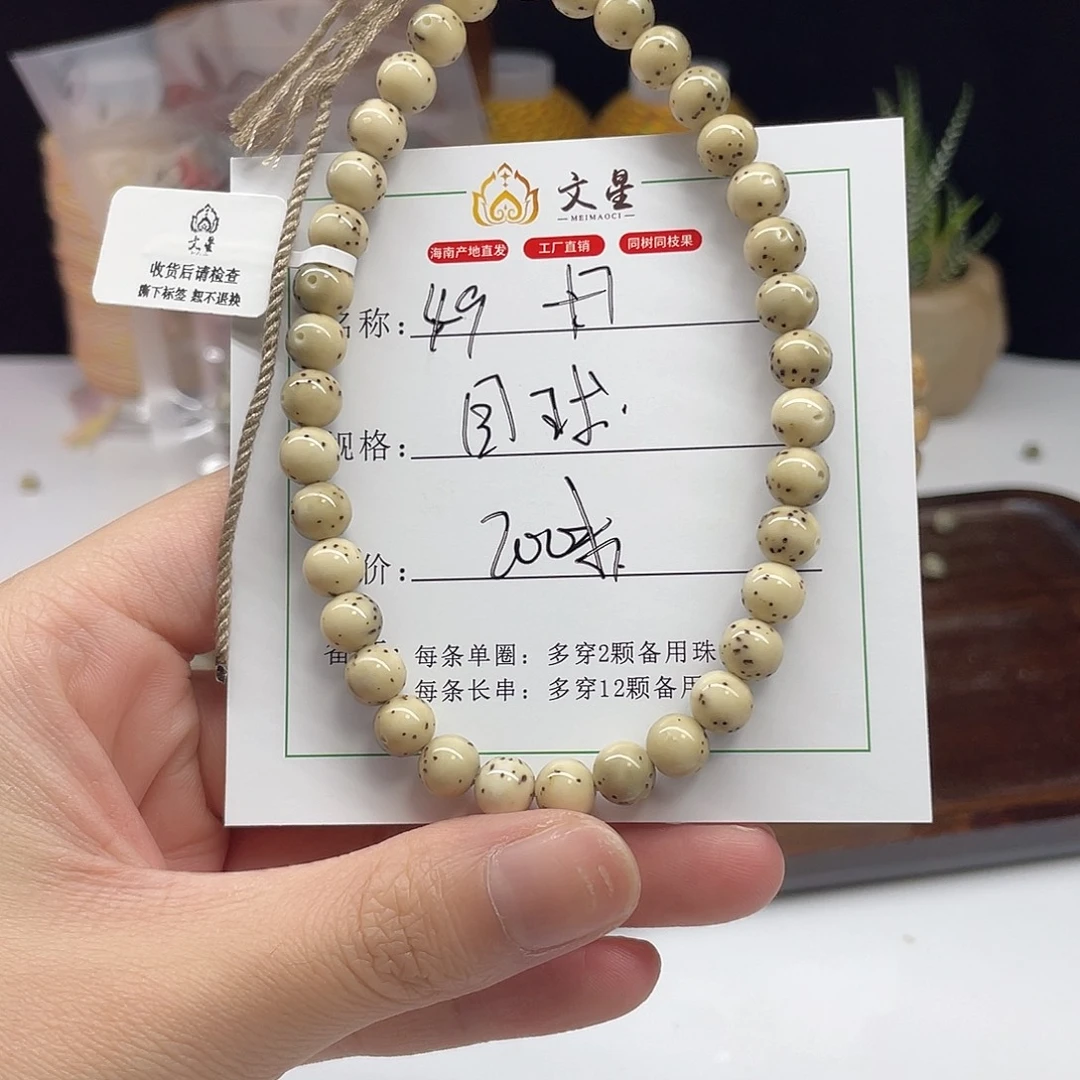 文星
MEIMAOCI
海南产地直发 工厂直销 同树同枝果
文星
收货后请检查
撕下标签 恕不退换
名称：49
规格：圆球
价：200
备注：每条单圈：多穿2颗备用珠
每条长串：多穿12颗备用